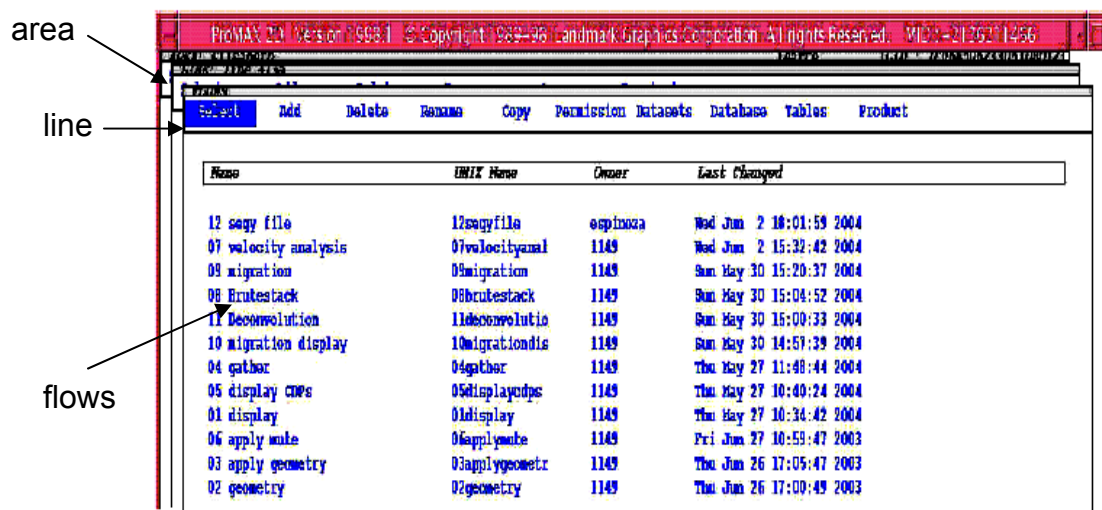 area
ProMAX 2D Version 1998.1 © Copyright 1989-98 Landmark Graphics Corporation All rights Reserved.
line
Select Add Delete Rename Copy Permission Datasets Database Tables Product
Name UNIX Name Owner Last Changed
12 segy file 12segyfile espinoza Wed Jun 2 18:01:59 2004
07 velocity analysis 07velocityanal 1149 Wed Jun 2 15:32:42 2004
09 migration 09migration 1149 Sun May 30 15:20:37 2004
08 Brutestack 08brutestack 1149 Sun May 30 15:04:52 2004
11 Deconvolution 11deconvolutio 1149 Sun May 30 15:00:33 2004
10 migration display 10migrationdis 1149 Sun May 30 14:57:39 2004
04 gather 04gather 1149 Thu May 27 11:48:44 2004
flows
05 display CDPs 05displaycdps 1149 Thu May 27 10:40:24 2004
01 display 01display 1149 Thu May 27 10:34:42 2004
06 apply mute 06applymute 1149 Fri Jun 27 10:59:47 2003
03 apply geometry 03applygeometr 1149 Thu Jun 26 17:05:47 2003
02 geometry 02geometry 1149 Thu Jun 26 17:00:49 2003